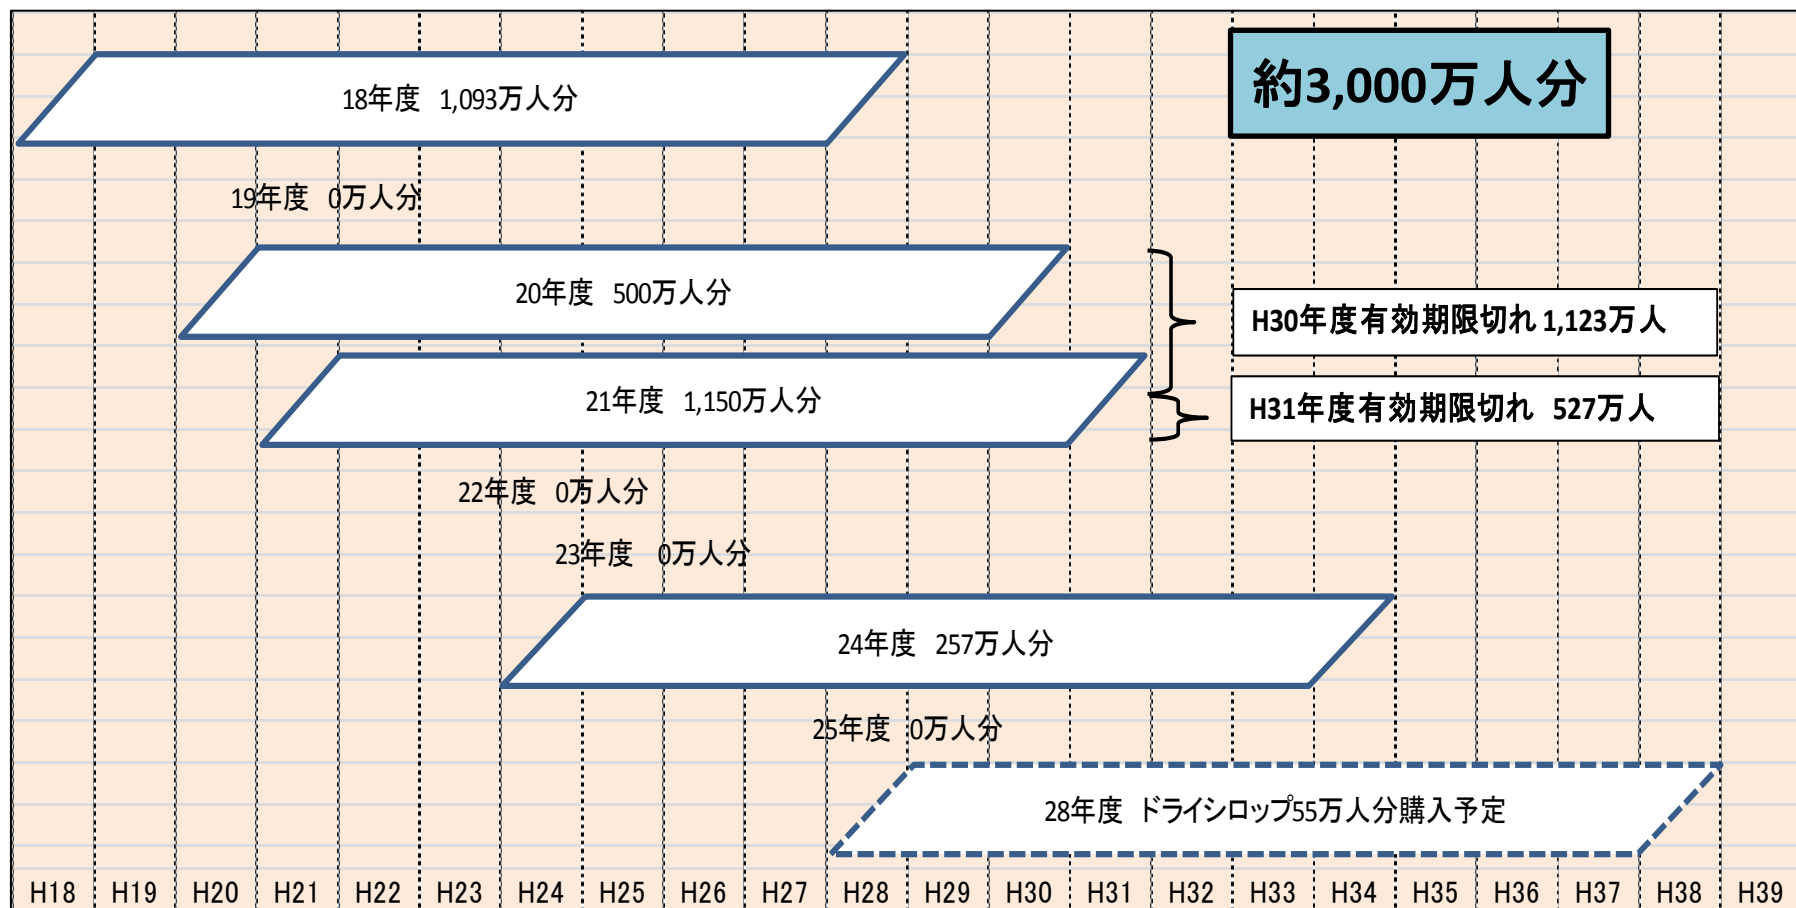 約3,000万人分
18年度 1,093万人分
19年度 0万人分
20年度 500万人分
H30年度有効期限切れ 1,123万人
21年度 1,150万人分
H31年度有効期限切れ 527万人
22年度 0万人分
23年度 0万人分
24年度 257万人分
25年度 0万人分
28年度 ドライシロップ55万人分購入予定
H18 H19 H20 H21 H22 H23 H24 H25 H26 H27 H28 H29 H30 H31 H32 H33 H34 H35 H36 H37 H38 H39